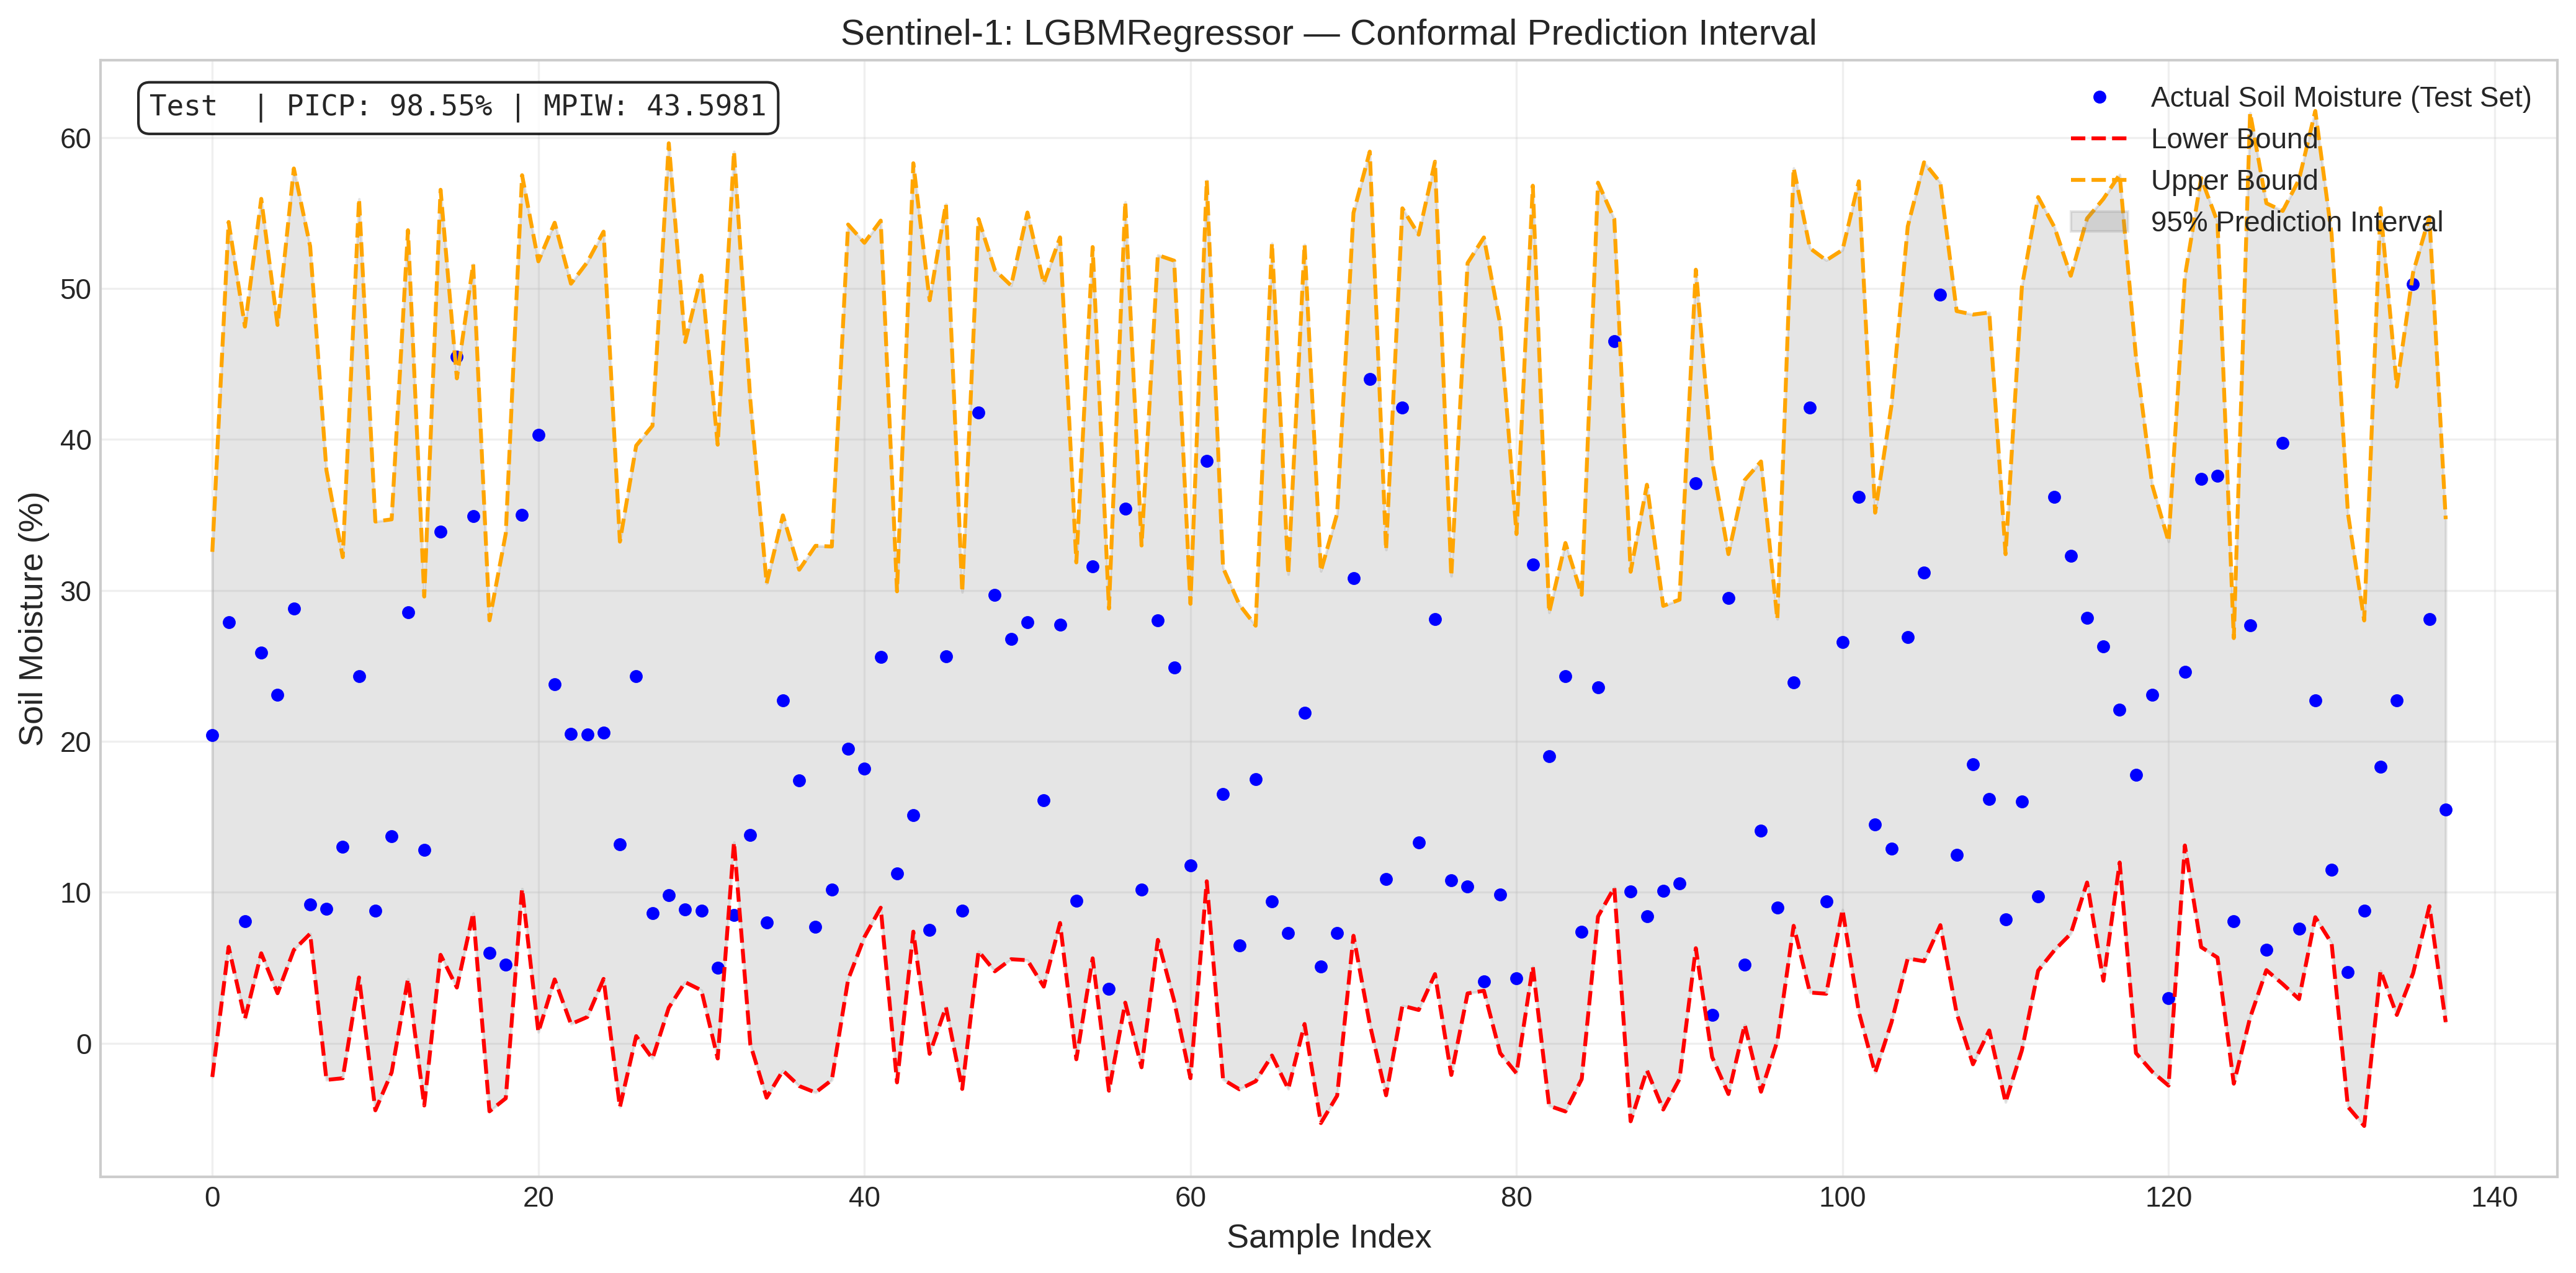 Sentinel-1: LGBMRegressor — Conformal Prediction Interval
Test  | PICP: 98.55% | MPIW: 43.5981
Actual Soil Moisture (Test Set)
Lower Bound
Upper Bound
95% Prediction Interval
Soil Moisture (%)
60
50
40
30
20
10
0
0 20 40 60 80 100 120 140
Sample Index